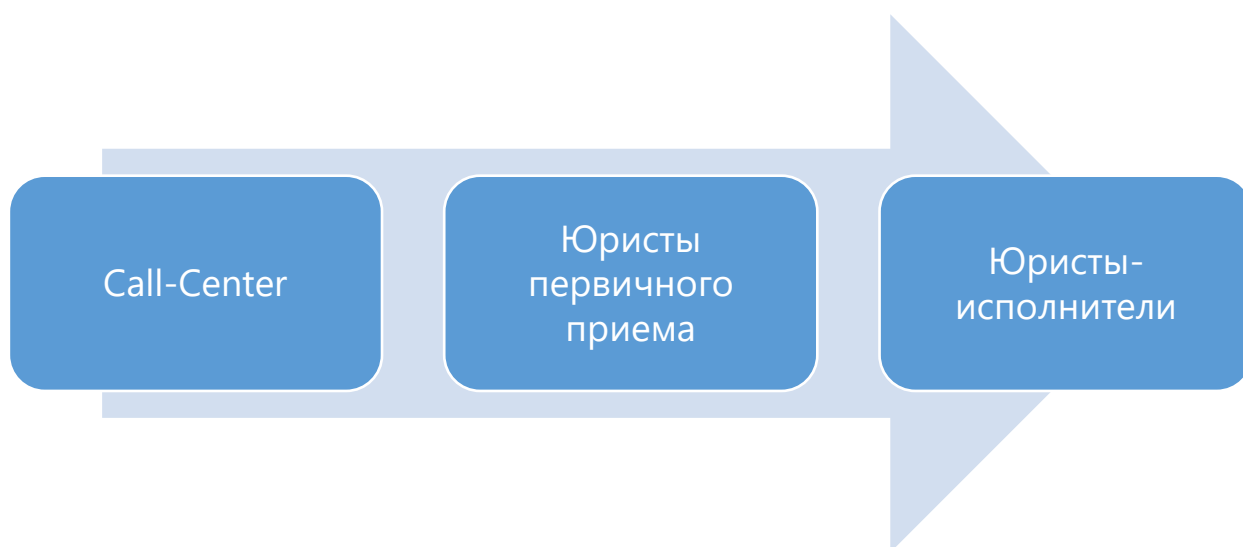 Call-Center
Юристы
первичного
приема
Юристы-
исполнители